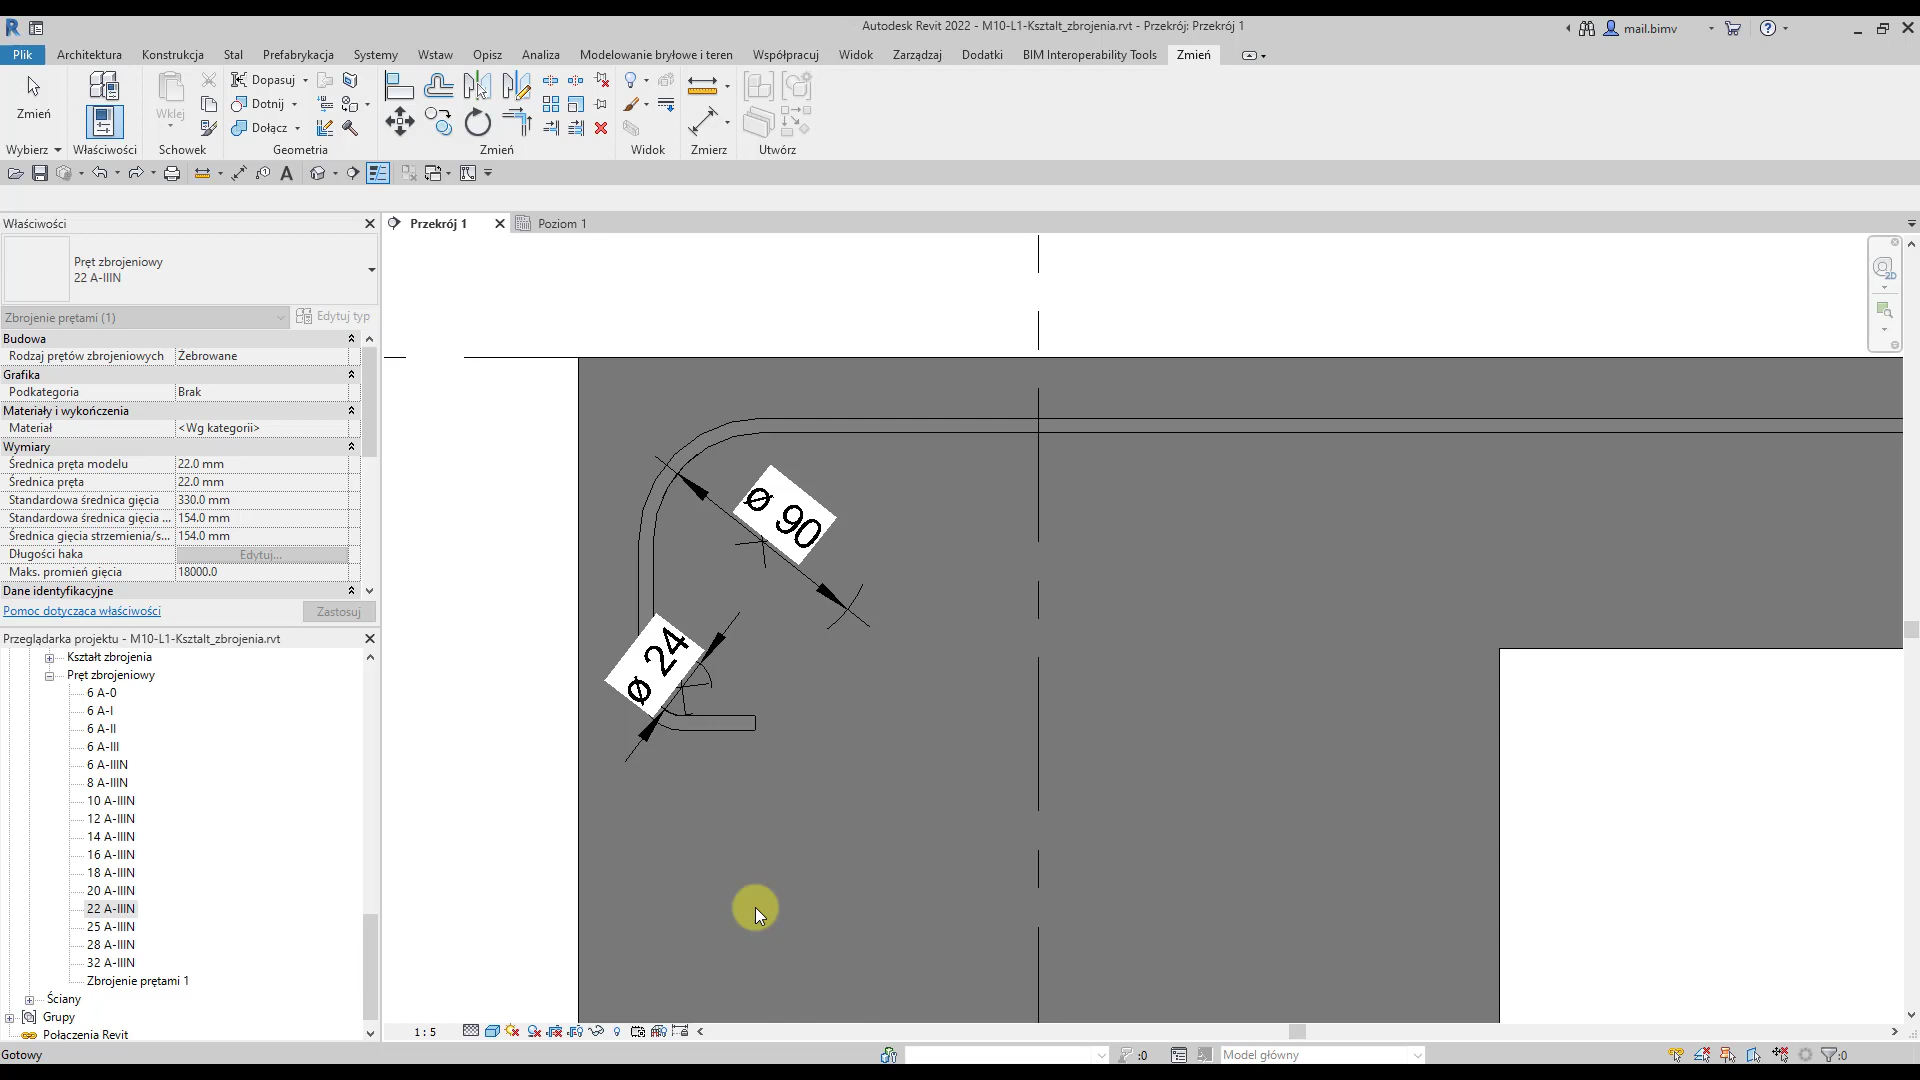 Autodesk Revit 2022 - M10-L1-Ksztalt_zbrojenia.rvt - Przekrój: Przekrój 1
mail.bimv
Plik Architektura Konstrukcja Stal Prefabrykacja Systemy Wstaw Opisz Analiza Modelowanie bryłowe i teren Współpracuj Widok Zarządzaj Dodatki BIM Interoperability Tools Zmień
Zmień
Wklej
Dopasuj
Dotnij
Dołącz
Wybierz Właściwości Schowek Geometria Zmień Widok Zmierz Utwórz
Właściwości
Przekrój 1
Poziom 1
Pręt zbrojeniowy
22 A-IIIN
Zbrojenie prętami (1)
Edytuj typ
Budowa
Rodzaj prętów zbrojeniowych Żebrowane
Grafika
Podkategoria Brak
Materiały i wykończenia
Materiał <Wg kategorii>
Wymiary
Średnica pręta modelu 22.0 mm
Średnica pręta 22.0 mm
Standardowa średnica gięcia 330.0 mm
Standardowa średnica gięcia ... 154.0 mm
Średnica gięcia strzemienia/s... 154.0 mm
Długości haka Edytuj...
Maks. promień gięcia 18000.0
Dane identyfikacyjne
Pomoc dotycząca właściwości
Zastosuj
Przeglądarka projektu - M10-L1-Ksztalt_zbrojenia.rvt
Kształt zbrojenia
Pręt zbrojeniowy
6 A-0
6 A-I
6 A-II
6 A-III
6 A-IIIN
8 A-IIIN
10 A-IIIN
12 A-IIIN
14 A-IIIN
16 A-IIIN
18 A-IIIN
20 A-IIIN
22 A-IIIN
25 A-IIIN
28 A-IIIN
32 A-IIIN
Zbrojenie prętami 1
Ściany
Grupy
Połączenia Revit
ø 90
ø 24
2D
1 : 5
Gotowy
:0
Model główny
:0